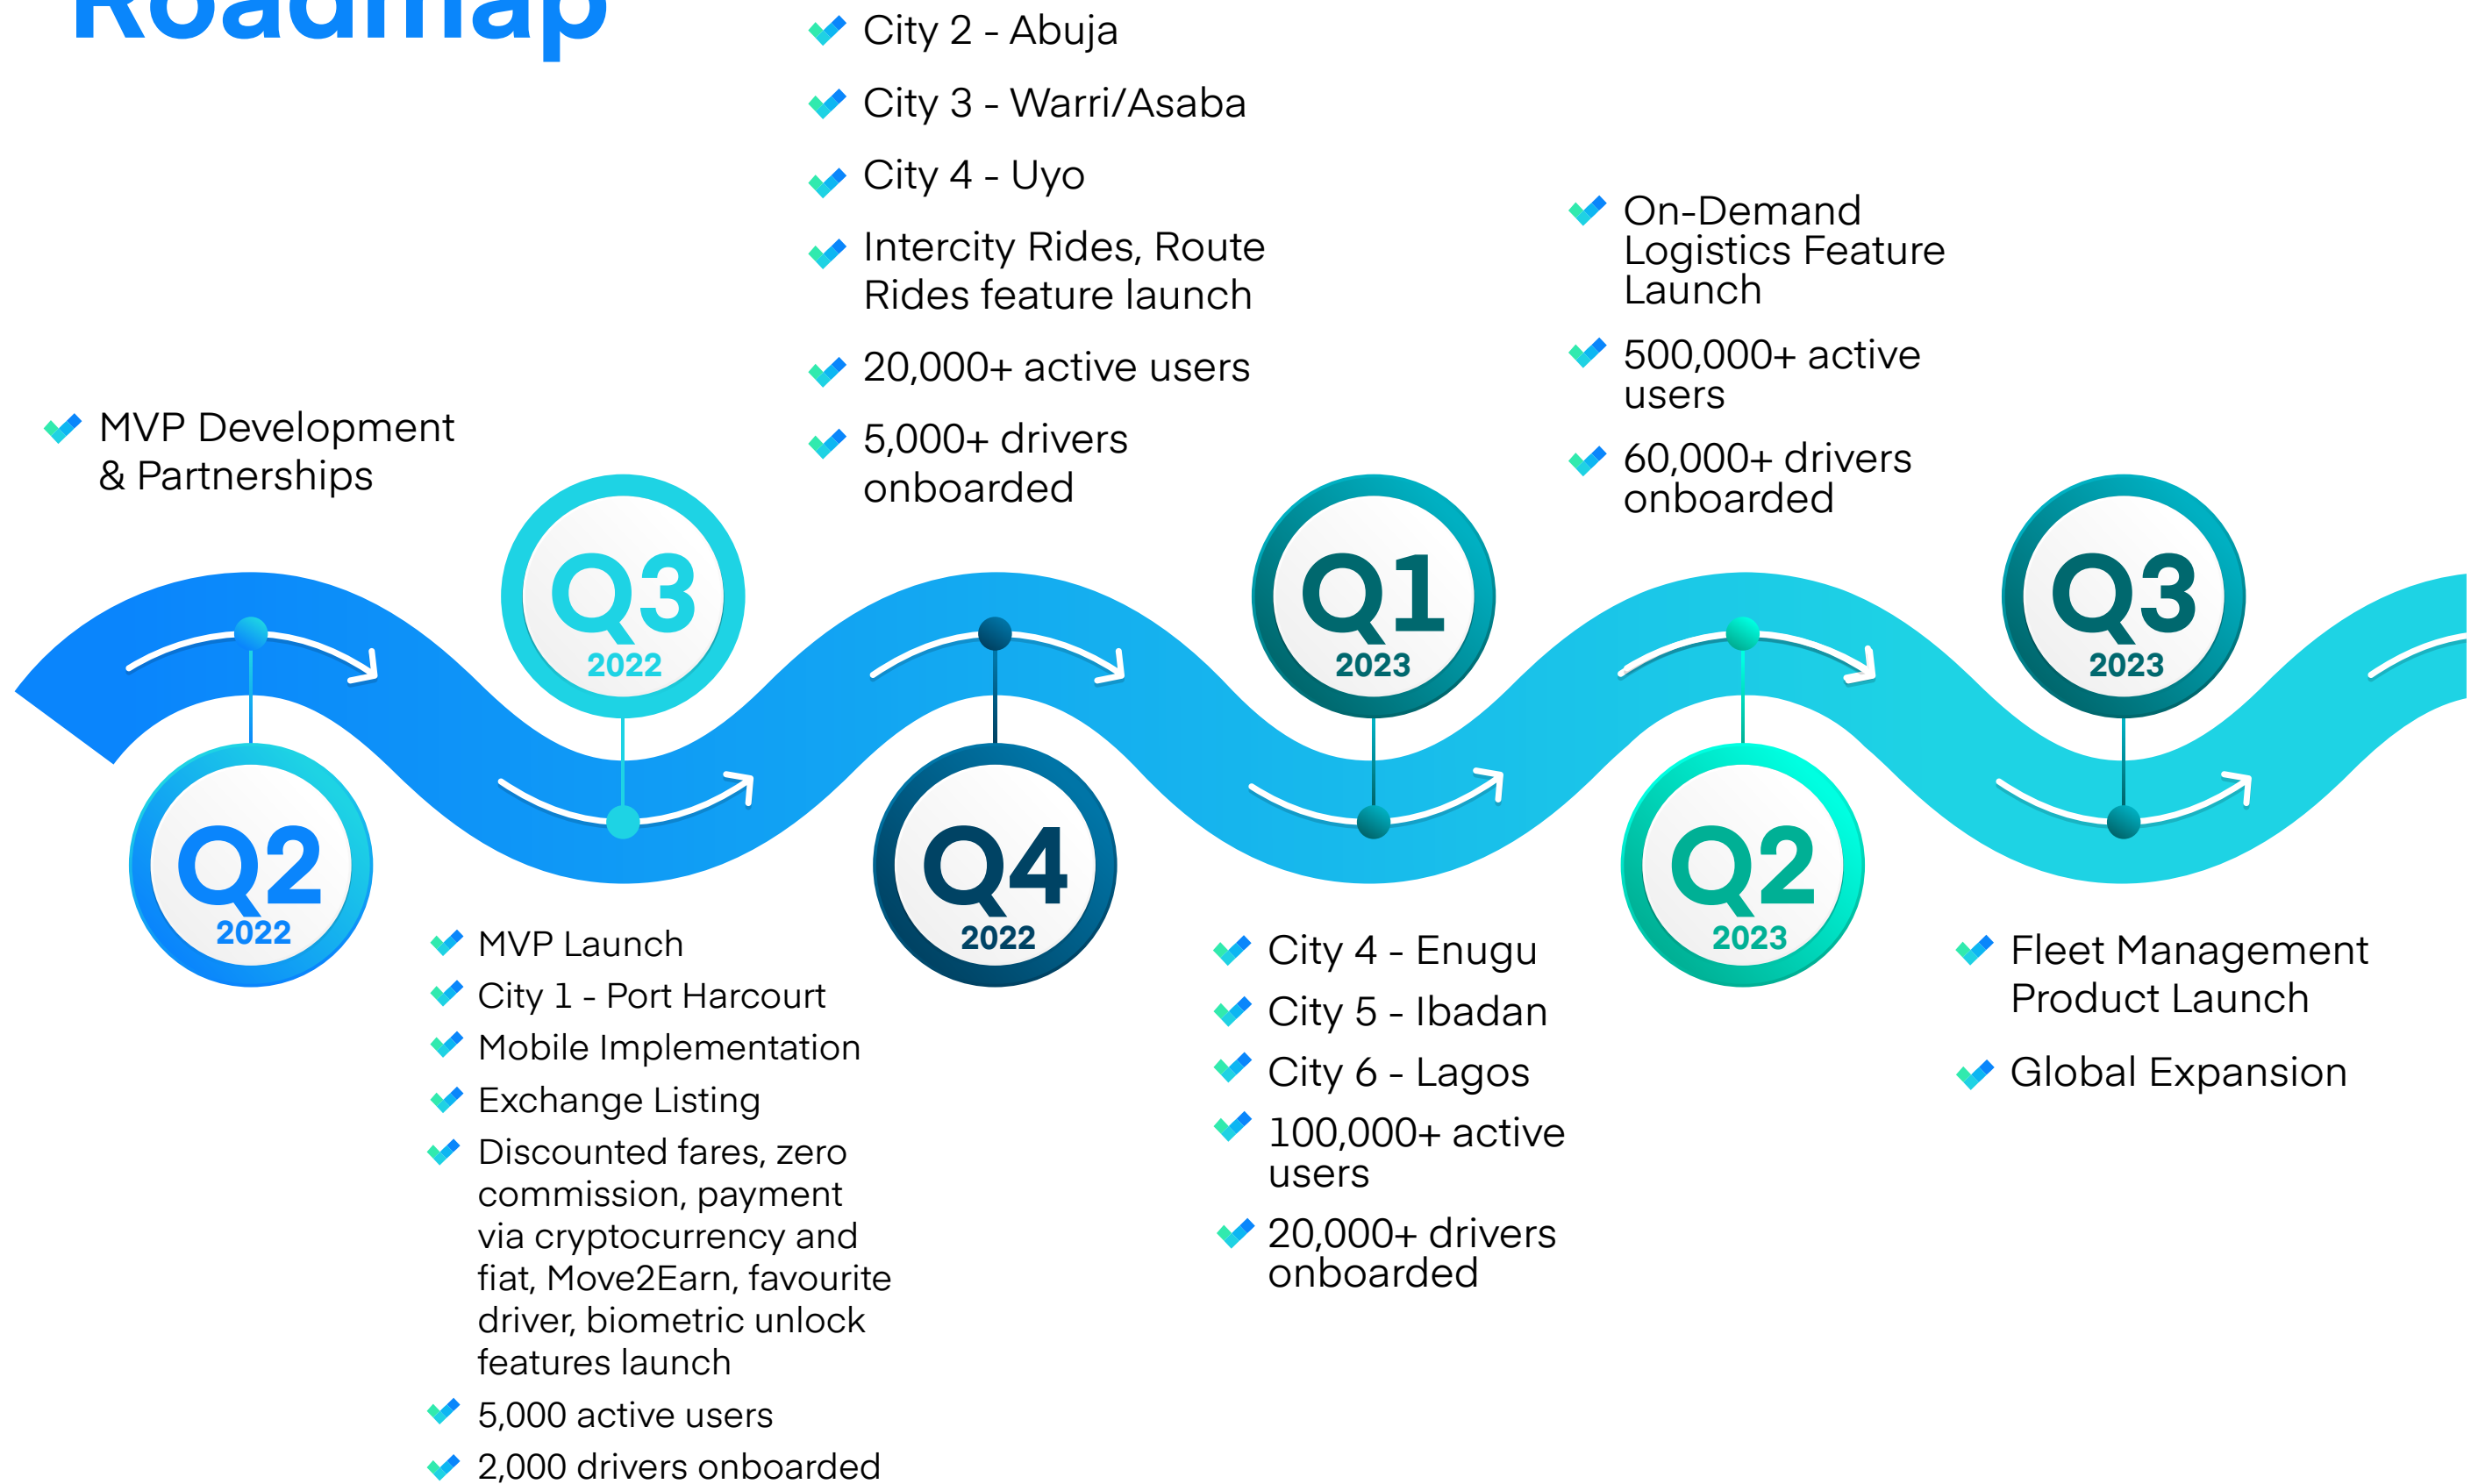 Roadmap
MVP Development
& Partnerships
Q2
2022
Q3
2022
MVP Launch
City 1 - Port Harcourt
Mobile Implementation
Exchange Listing
Discounted fares, zero
commission, payment
via cryptocurrency and
fiat, Move2Earn, favourite
driver, biometric unlock
features launch
5,000 active users
2,000 drivers onboarded
City 2 - Abuja
City 3 - Warri/Asaba
City 4 - Uyo
Intercity Rides, Route
Rides feature launch
20,000+ active users
5,000+ drivers
onboarded
Q4
2022
Q1
2023
City 4 - Enugu
City 5 - Ibadan
City 6 - Lagos
100,000+ active
users
20,000+ drivers
onboarded
On-Demand
Logistics Feature
Launch
500,000+ active
users
60,000+ drivers
onboarded
Q2
2023
Q3
2023
Fleet Management
Product Launch
Global Expansion